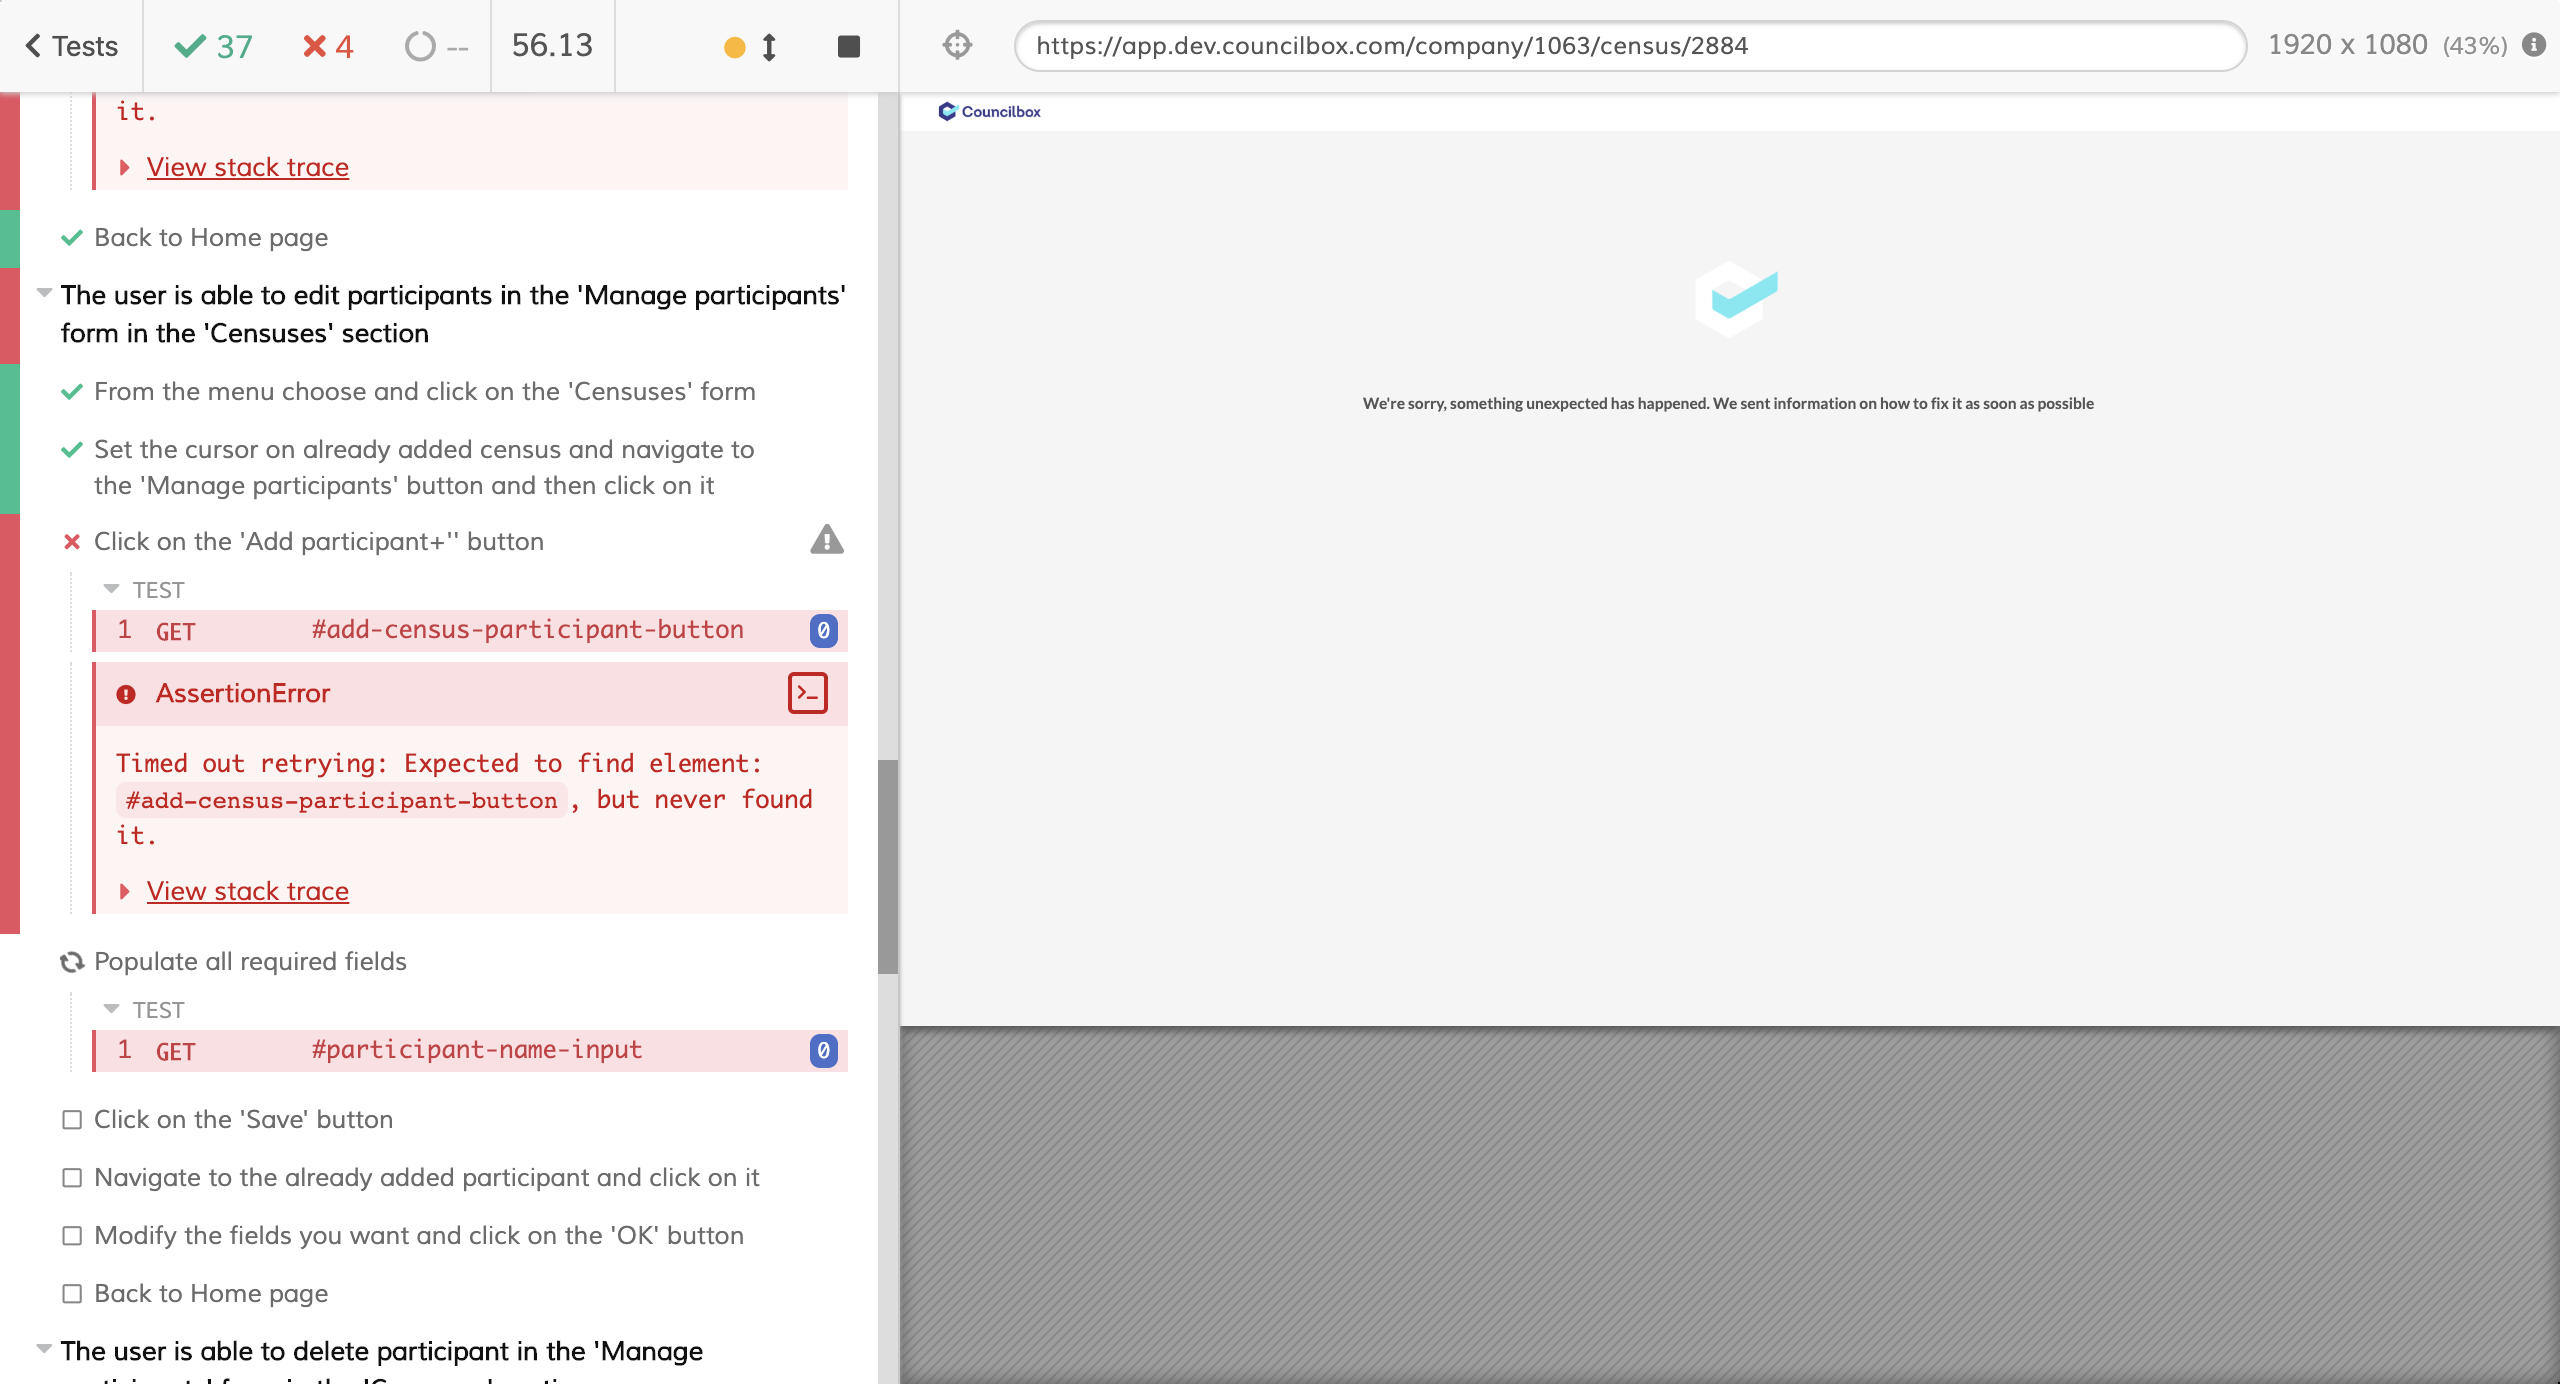 Tests
37
4
--
56.13
https://app.dev.councilbox.com/company/1063/census/2884
1920 x 1080 (43%)
it.
View stack trace
Back to Home page
The user is able to edit participants in the 'Manage participants'
form in the 'Censuses' section
From the menu choose and click on the 'Censuses' form
Set the cursor on already added census and navigate to
the 'Manage participants' button and then click on it
Click on the 'Add participant+'' button
TEST
1 GET #add-census-participant-button 0
AssertionError
Timed out retrying: Expected to find element:
#add-census-participant-button, but never found
it.
View stack trace
Populate all required fields
TEST
1 GET #participant-name-input 0
Click on the 'Save' button
Navigate to the already added participant and click on it
Modify the fields you want and click on the 'OK' button
Back to Home page
The user is able to delete participant in the 'Manage
Councilbox
We're sorry, something unexpected has happened. We sent information on how to fix it as soon as possible